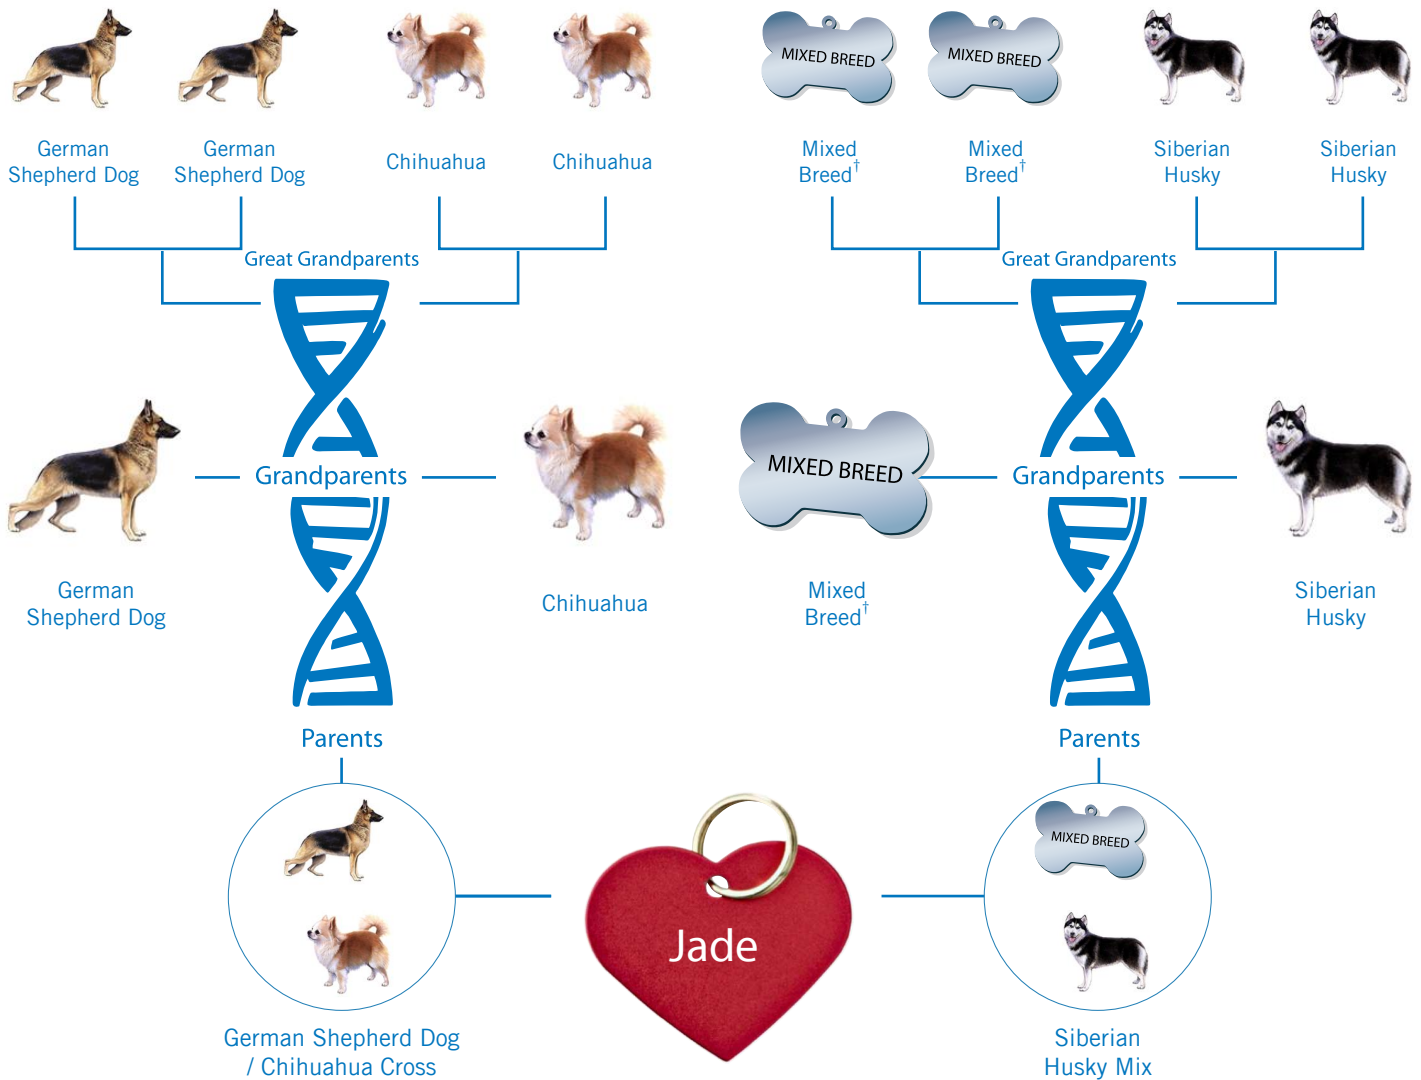 MIXED BREED
MIXED BREED
German
Shepherd Dog
German
Shepherd Dog
Chihuahua
Chihuahua
Mixed
Breed†
Mixed
Breed†
Siberian
Husky
Siberian
Husky
Great Grandparents
Great Grandparents
MIXED BREED
Grandparents
Grandparents
German
Shepherd Dog
Chihuahua
Mixed
Breed†
Siberian
Husky
Parents
Parents
MIXED BREED
Jade
German Shepherd Dog
/ Chihuahua Cross
Siberian
Husky Mix